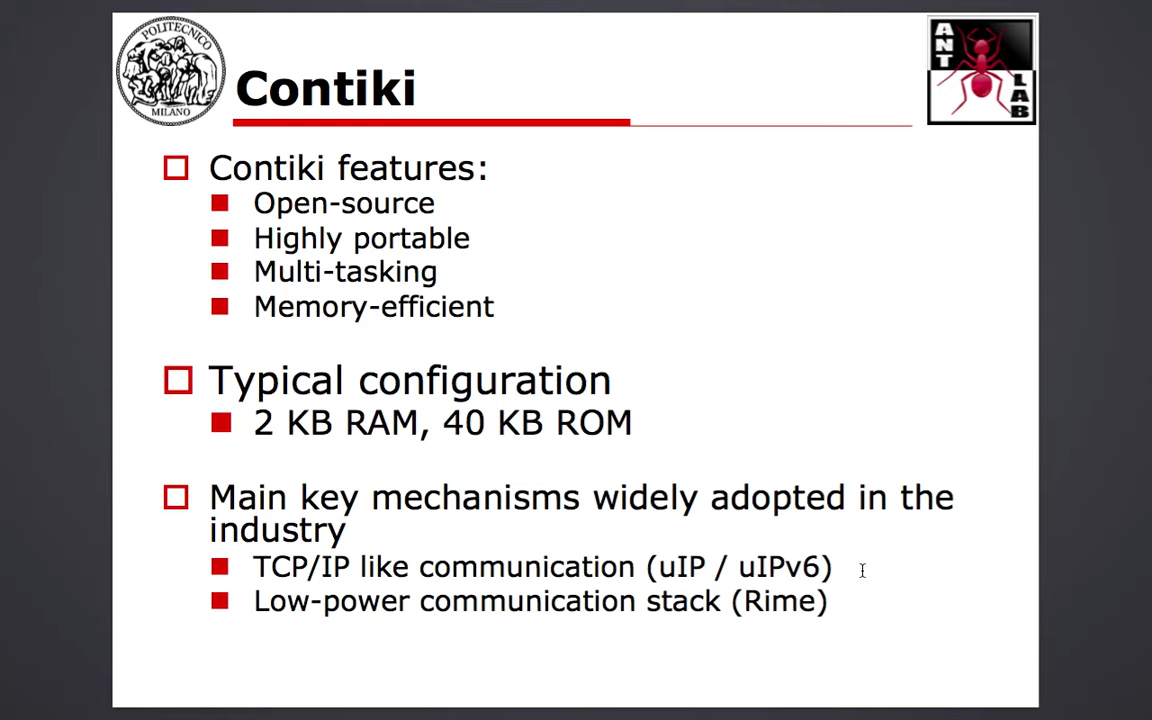 POLITECNICO
MILANO
Contiki
ANT
LAB
Contiki features:
Open-source
Highly portable
Multi-tasking
Memory-efficient
Typical configuration
2 KB RAM, 40 KB ROM
Main key mechanisms widely adopted in the
industry
TCP/IP like communication (uIP / uIPv6)
Low-power communication stack (Rime)